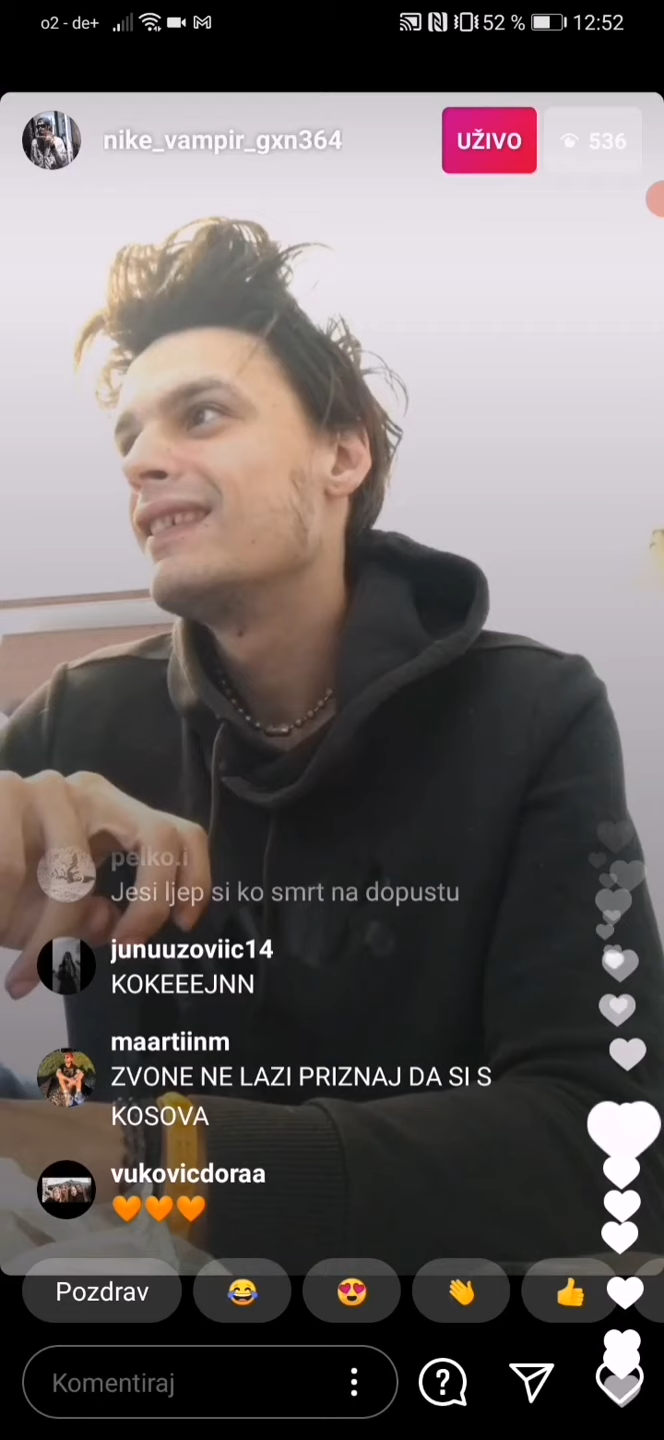 o2 - de+
52 % 12:52
nike_vampir_gxn364
UŽIVO
536
pelko.i
Jesi ljep si ko smrt na dopustu
junuuzoviic14
KOKEEEJNN
maartiinm
ZVONE NE LAZI PRIZNAJ DA SI S
KOSOVA
vukovicdoraa
🧡🧡🧡
Pozdrav 😂 😍 👋 👍
Komentiraj